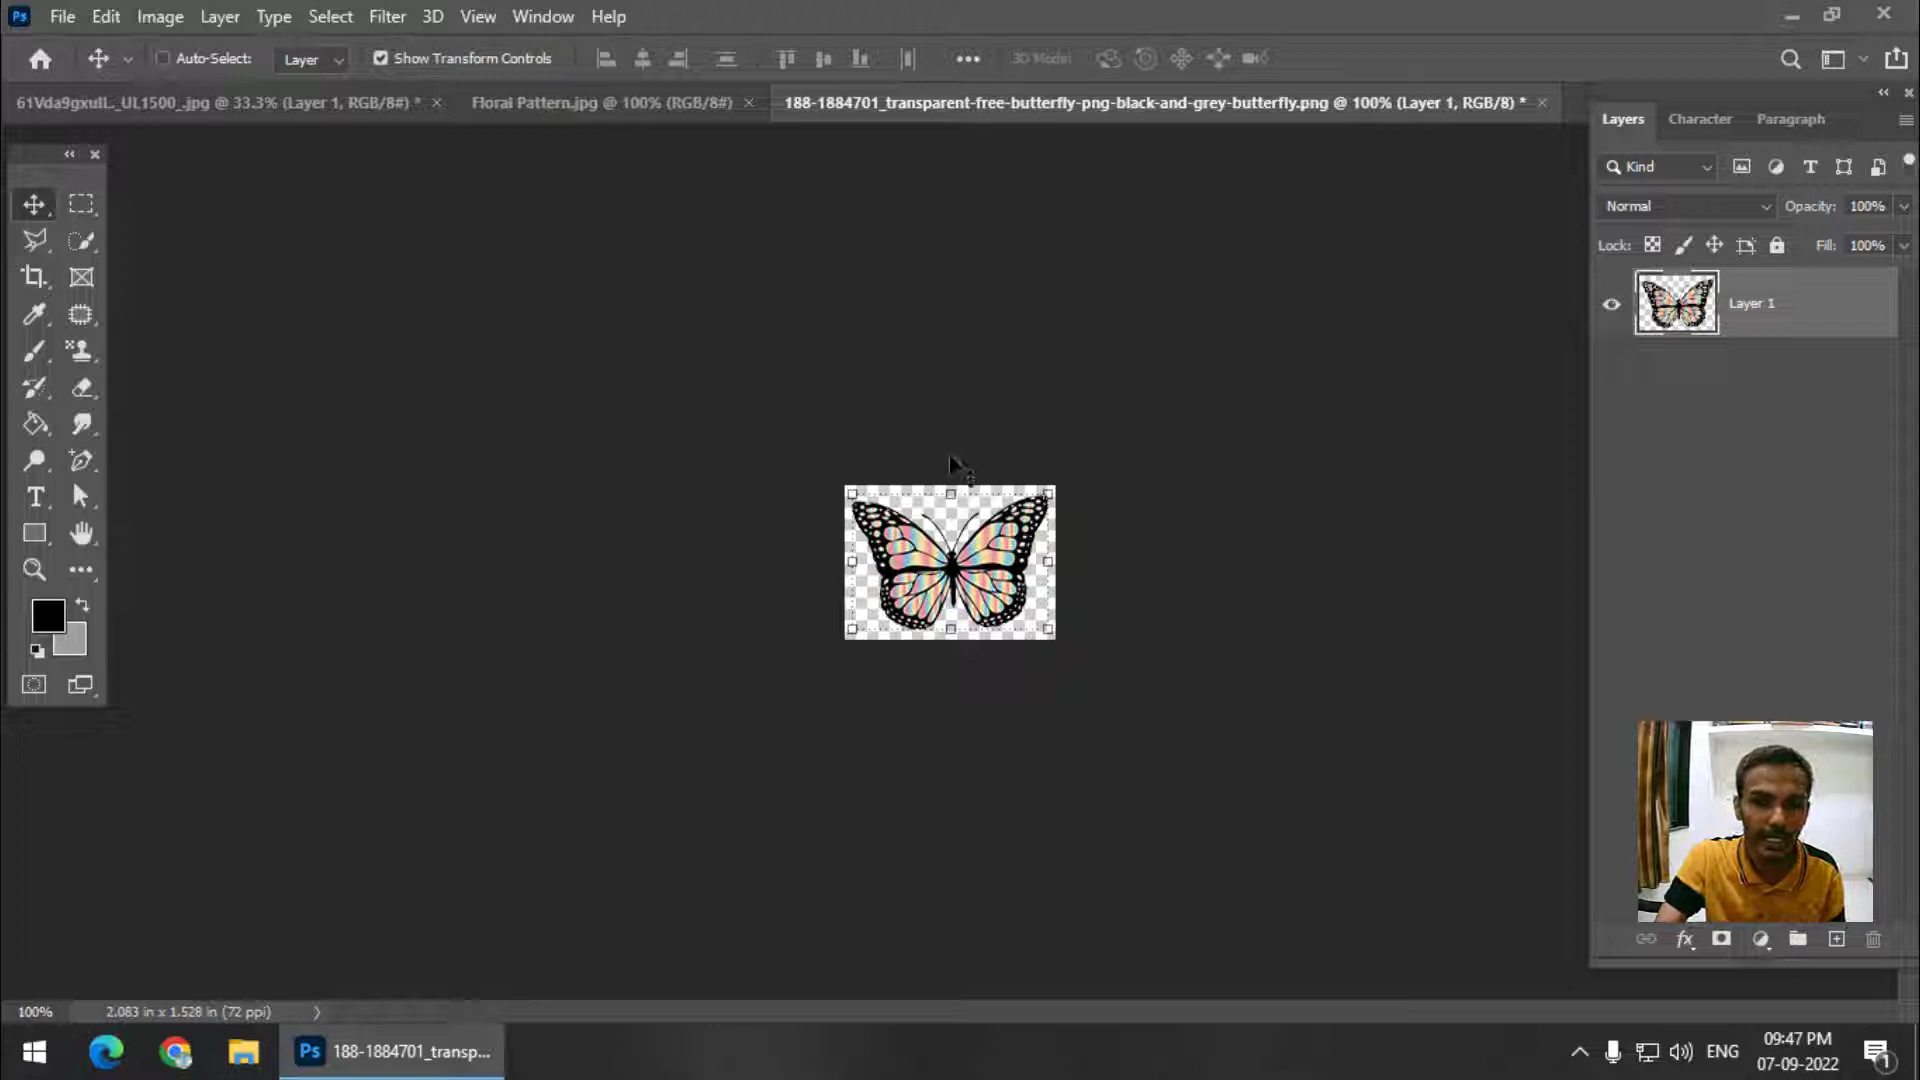 Ps File Edit Image Layer Type Select Filter 3D View Window Help
Auto-Select: Layer Show Transform Controls 3D Model
61Vda9gxulL._UL1500_.jpg @ 33.3% (Layer 1, RGB/8#) * Floral Pattern.jpg @ 100% (RGB/8#) 188-1884701_transparent-free-butterfly-png-black-and-grey-butterfly.png @ 100% (Layer 1, RGB/8) *
Layers Character Paragraph
Kind
Normal Opacity: 100%
Lock: Fill: 100%
Layer 1
100% 2.083 in x 1.528 in (72 ppi)
Ps 188-1884701_transp... ENG 09:47 PM
07-09-2022
1